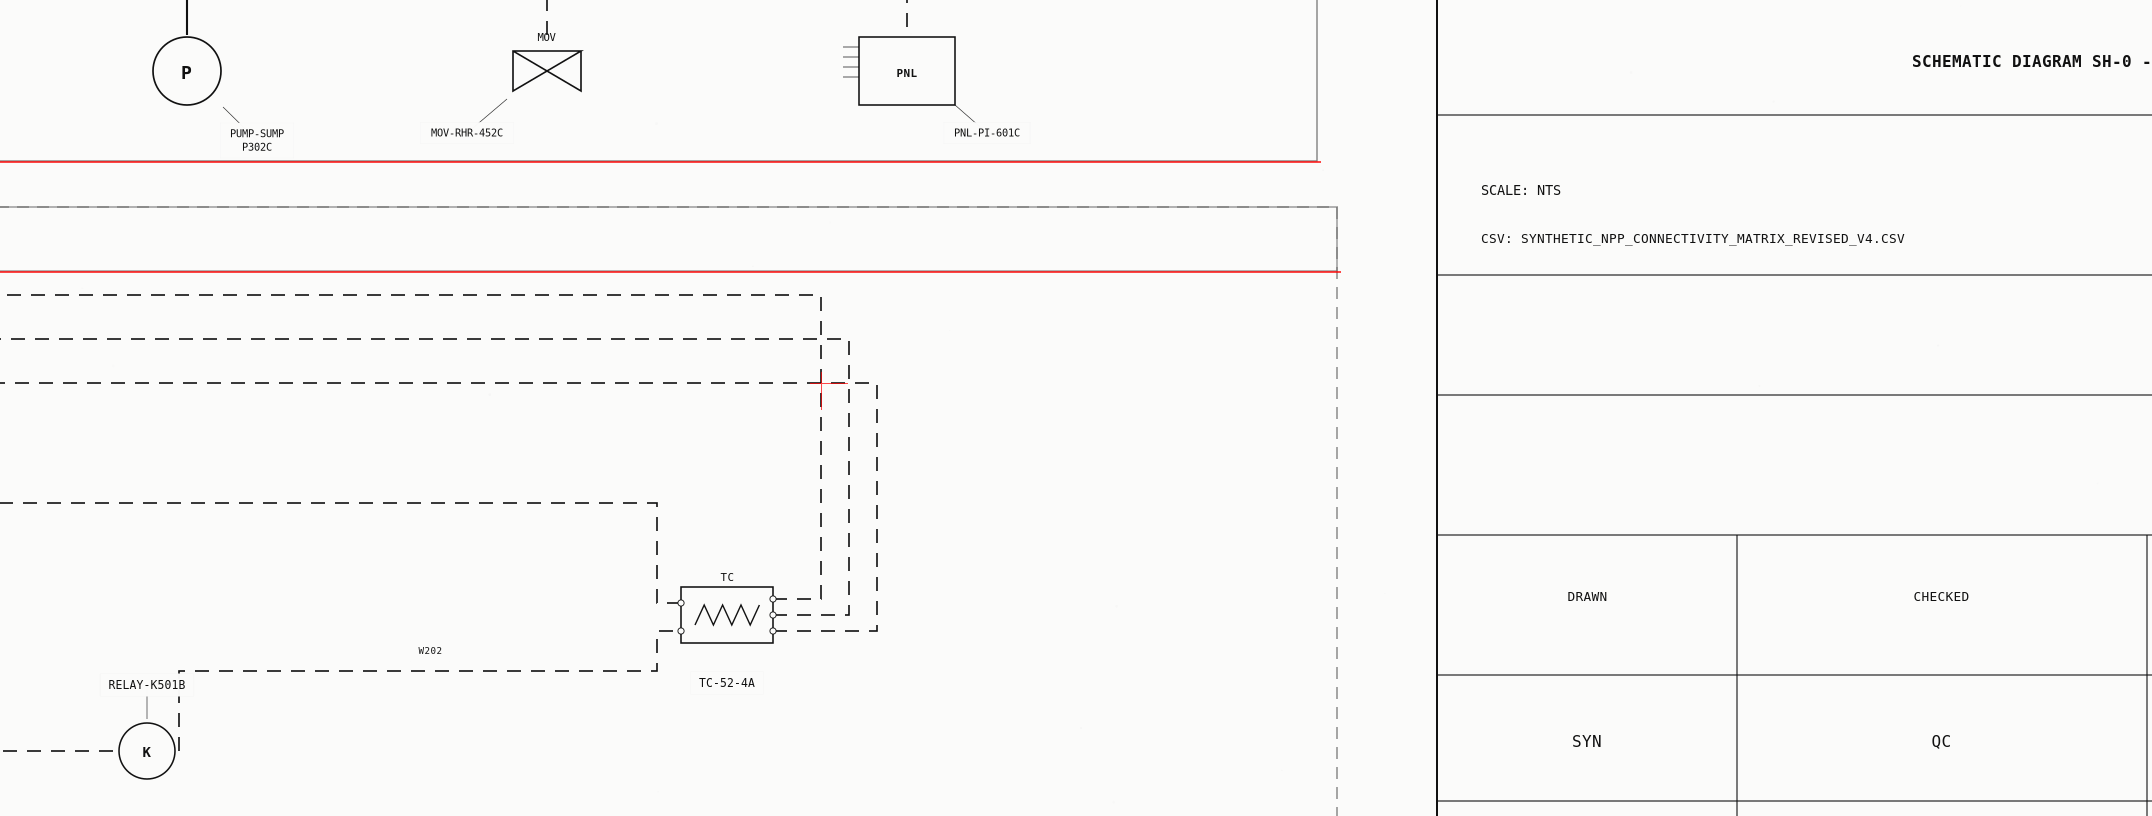 MOV
P
PNL
PUMP-SUMP
P302C
MOV-RHR-452C
PNL-PI-601C
TC
W202
RELAY-K501B
TC-52-4A
K
SCHEMATIC DIAGRAM SH-0 -
SCALE: NTS
CSV: SYNTHETIC_NPP_CONNECTIVITY_MATRIX_REVISED_V4.CSV
DRAWN
CHECKED
SYN
QC